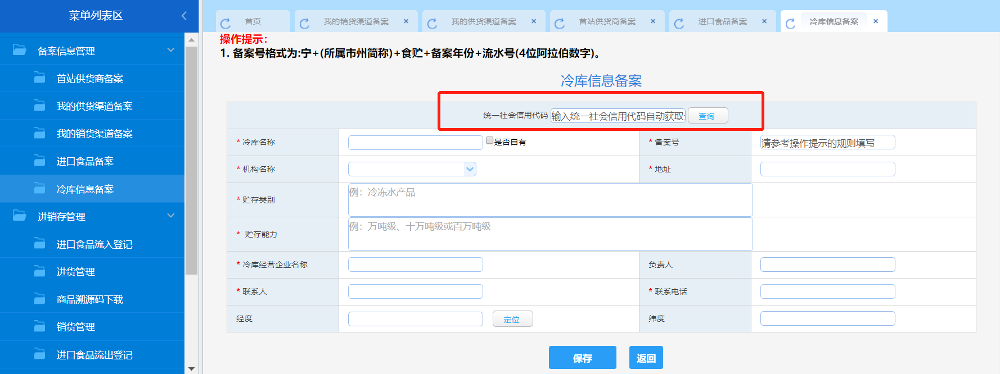 菜单列表区
备案信息管理
首站供货商备案
我的供货渠道备案
我的销货渠道备案
进口食品备案
冷库信息备案
进销存管理
进口食品流入登记
进货管理
商品溯源码下载
销货管理
进口食品流出登记
首页 我的销货渠道备案 × 我的供货渠道备案 × 首站供货商备案 × 进口食品备案 × 冷库信息备案 ×
操作提示：
1. 备案号格式为:宁+(所属市州简称)+食贮+备案年份+流水号(4位阿拉伯数字)。
冷库信息备案
统一社会信用代码 输入统一社会信用代码自动获取 查询
* 冷库名称 是否自有 * 备案号 请参考操作提示的规则填写
* 机构名称 * 地址
* 贮存类别 例：冷冻水产品
* 贮存能力 例：万吨级、十万吨级或百万吨级
* 冷库经营企业名称 负责人
* 联系人 * 联系电话
经度 定位 纬度
保存 返回